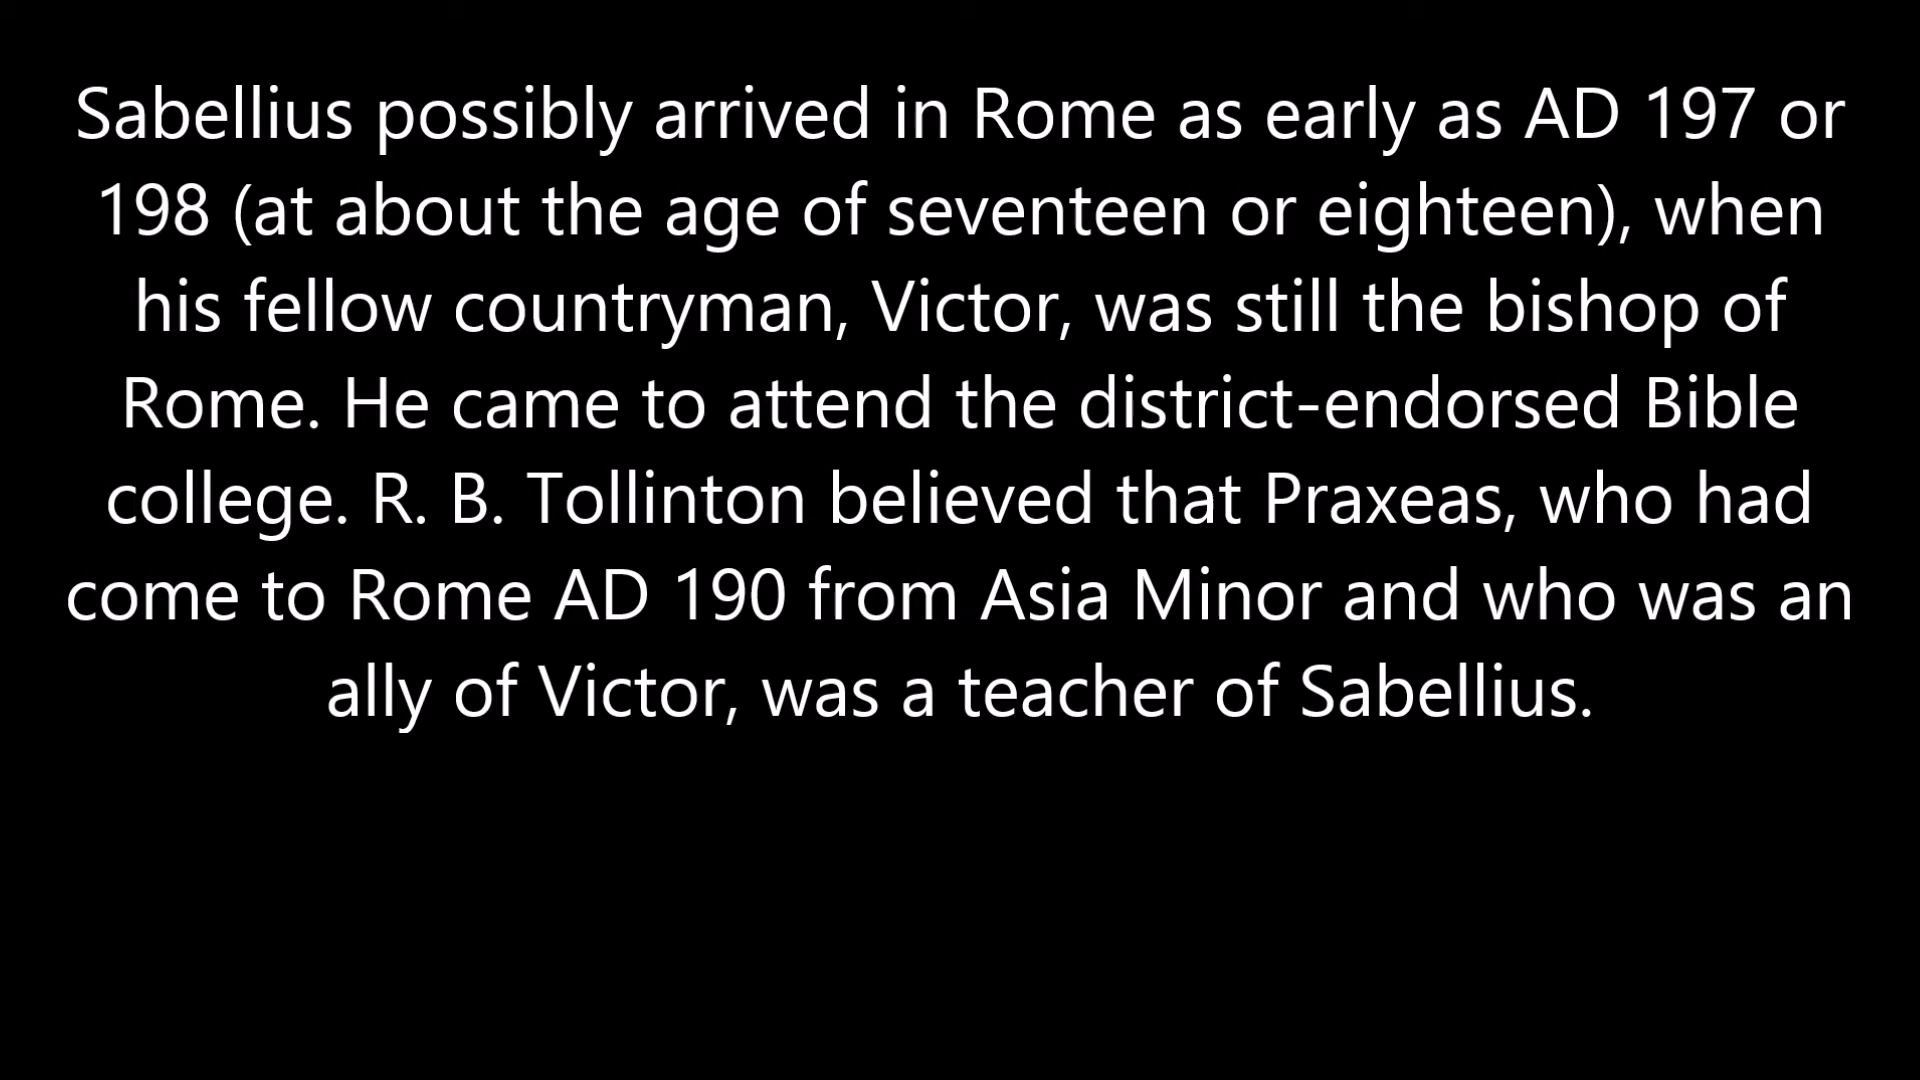 Sabellius possibly arrived in Rome as early as AD 197 or
198 (at about the age of seventeen or eighteen), when
his fellow countryman, Victor, was still the bishop of
Rome. He came to attend the district-endorsed Bible
college. R. B. Tollinton believed that Praxeas, who had
come to Rome AD 190 from Asia Minor and who was an
ally of Victor, was a teacher of Sabellius.